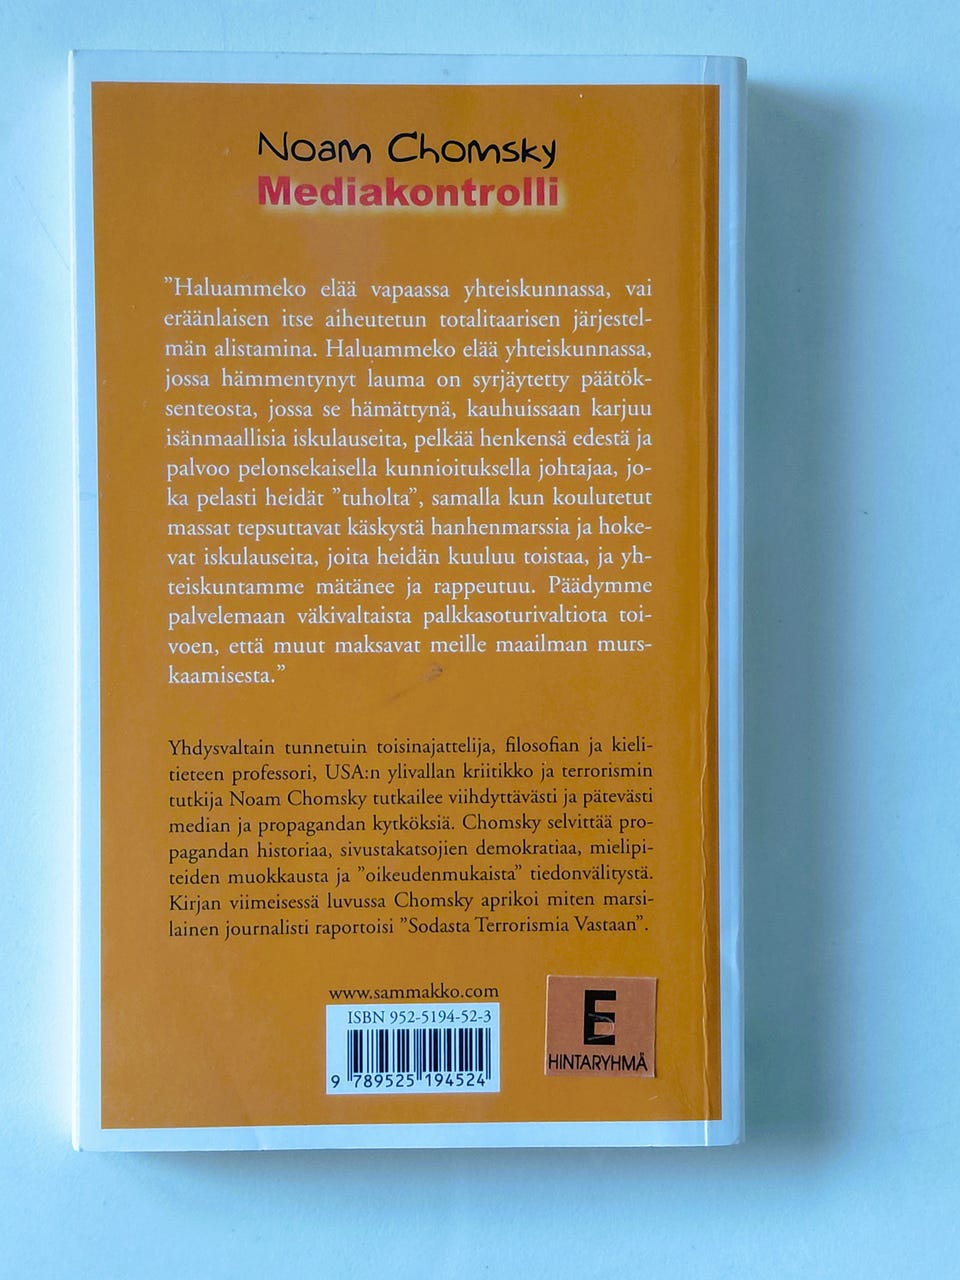 Noam Chomsky
Mediakontrolli
”Haluammeko elää vapaassa yhteiskunnassa, vai
eräänlaisen itse aiheutetun totalitaarisen järjestel-
män alistamina. Haluammeko elää yhteiskunnassa,
jossa hämmentynyt lauma on syrjäytetty päätök-
senteosta, jossa se hämättynä, kauhuissaan karjuu
isänmaallisia iskulauseita, pelkää henkensä edestä ja
palvoo pelonsekaisella kunnioituksella johtajaa, jo-
ka pelasti heidät ”tuholta”, samalla kun koulutetut
massat tepsuttavat käskystä hanhenmarssia ja hoke-
vat iskulauseita, joita heidän kuuluu toistaa, ja yh-
teiskuntamme mätänee ja rappeutuu. Päädymme
palvelemaan väkivaltaista palkkasoturivaltiota toi-
voen, että muut maksavat meille maailman murs-
kaamisesta.”
Yhdysvaltain tunnetuin toisinajattelija, filosofian ja kieli-
tieteen professori, USA:n ylivallan kriitikko ja terrorismin
tutkija Noam Chomsky tutkailee viihdyttävästi ja pätevästi
median ja propagandan kytköksiä. Chomsky selvittää pro-
pagandan historiaa, sivustakatsojien demokratiaa, mielipi-
teiden muokkausta ja ”oikeudenmukaista” tiedonvälitystä.
Kirjan viimeisessä luvussa Chomsky aprikoi miten marsi-
lainen journalisti raportoisi ”Sodasta Terrorismia Vastaan”.
www.sammakko.com
ISBN 952-5194-52-3
9 789525 194524
E
HINTARYHMÄ